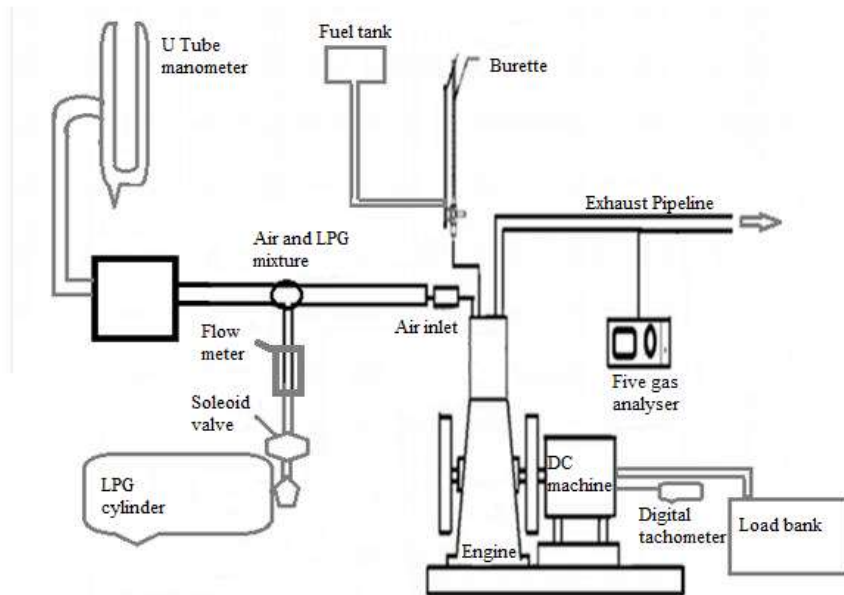 Fuel tank
U Tube
manometer
Burette
Exhaust Pipeline
Air and LPG
mixture
Air inlet
Flow
meter
Five gas
analyser
Soleoid
valve
LPG
cylinder
DC
machine
Digital
tachometer
Load bank
Engine